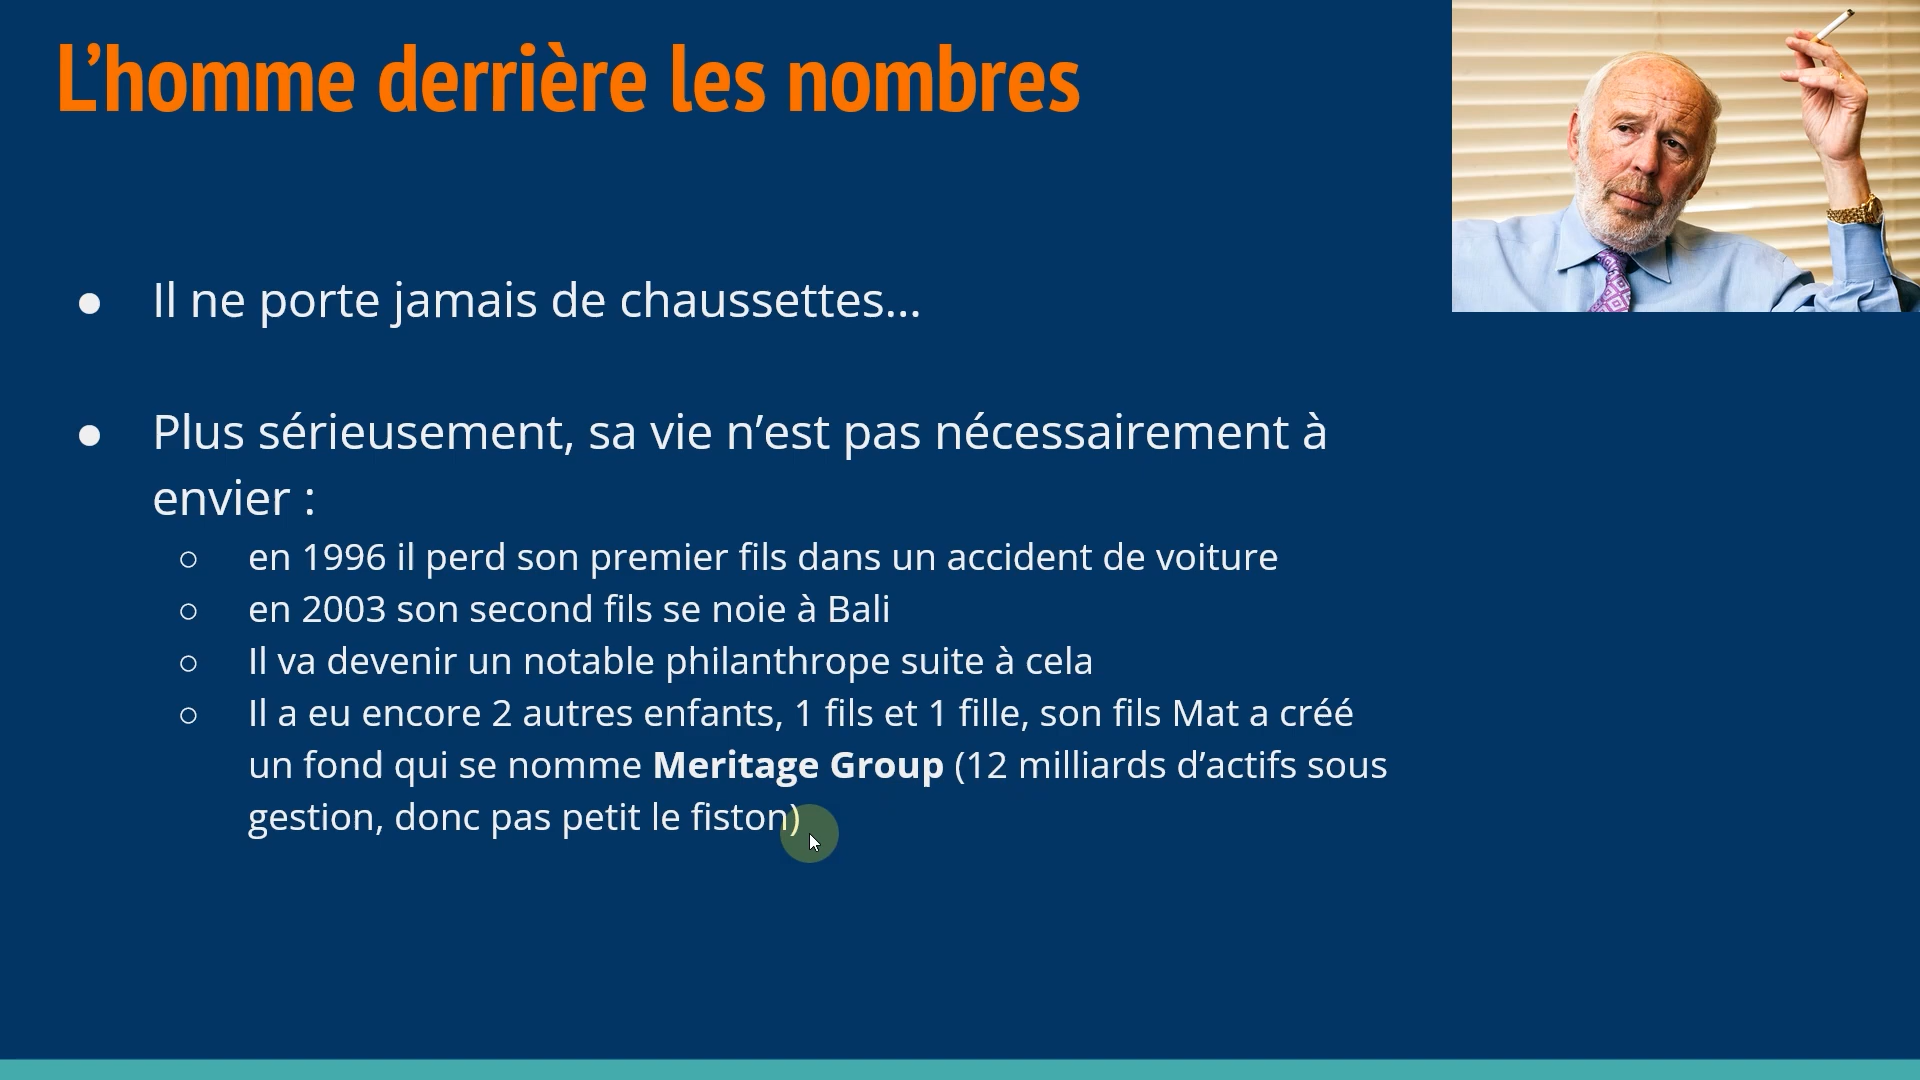 L’homme derrière les nombres
● Il ne porte jamais de chaussettes...
● Plus sérieusement, sa vie n’est pas nécessairement à
envier :
○ en 1996 il perd son premier fils dans un accident de voiture
○ en 2003 son second fils se noie à Bali
○ Il va devenir un notable philanthrope suite à cela
○ Il a eu encore 2 autres enfants, 1 fils et 1 fille, son fils Mat a créé
un fond qui se nomme Meritage Group (12 milliards d’actifs sous
gestion, donc pas petit le fiston)